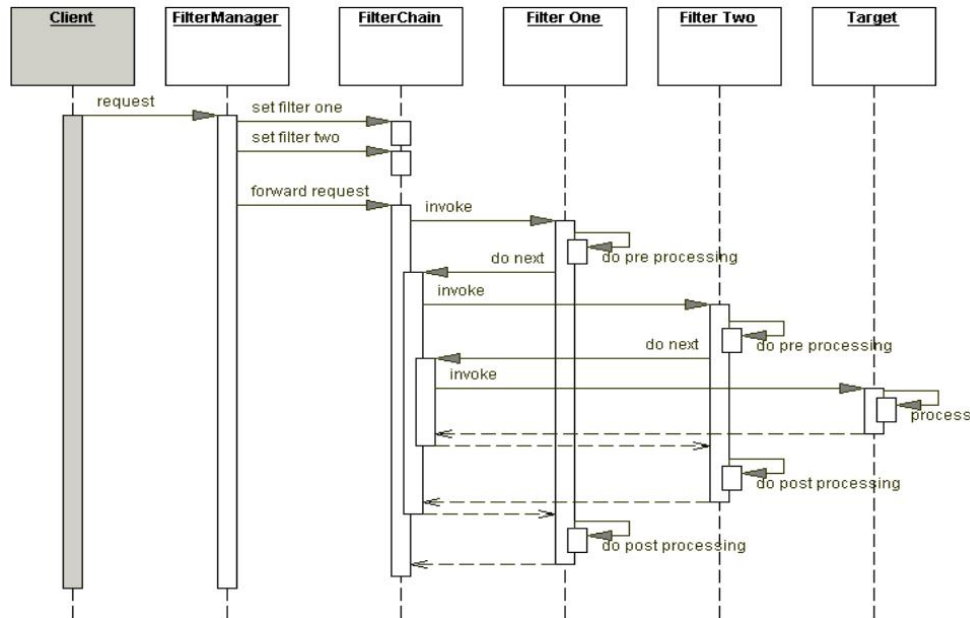 Client
FilterManager
FilterChain
Filter One
Filter Two
Target
request
set filter one
set filter two
forward request
invoke
do pre processing
do next
invoke
do pre processing
do next
invoke
process
do post processing
do post processing